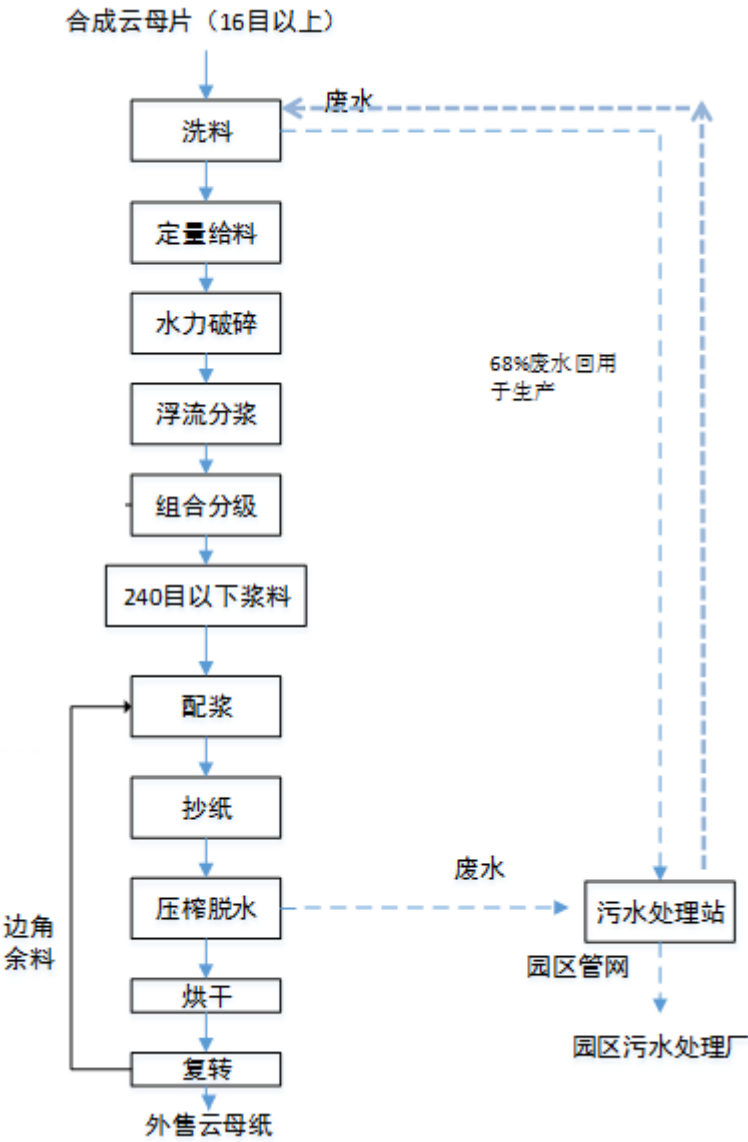 合成云母片（16目以上）
废水
洗料
定量给料
水力破碎
68%废水回用
于生产
浮流分浆
组合分级
240目以下浆料
配浆
抄纸
废水
压榨脱水
污水处理站
边角
余料
园区管网
烘干
园区污水处理厂
复转
外售云母纸